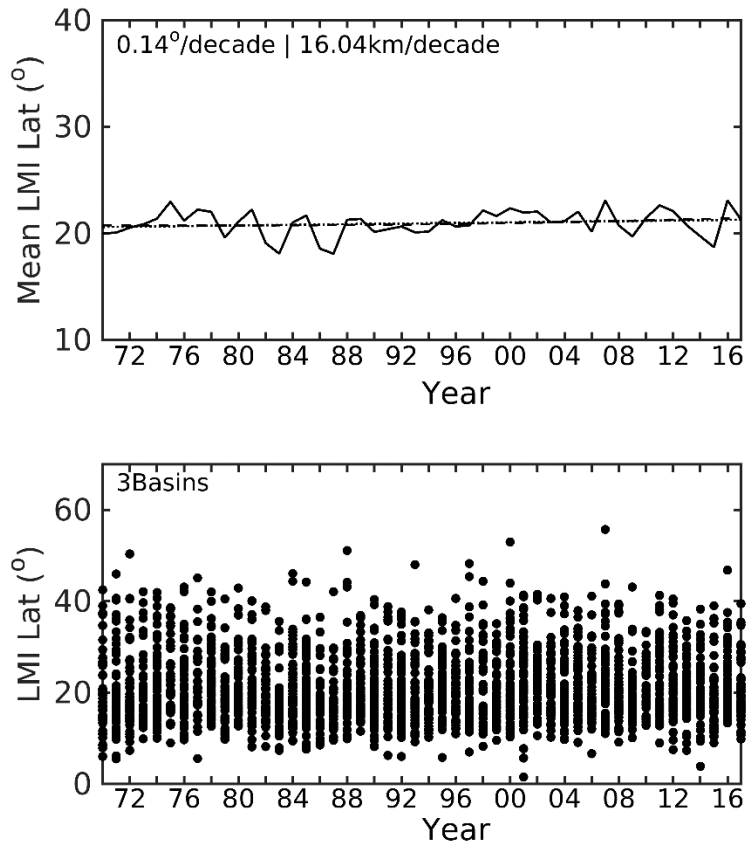 40
0.14°/decade | 16.04km/decade
30
20
10
Mean LMI Lat (°)
72 76 80 84 88 92 96 00 04 08 12 16
Year
3Basins
60
40
20
0
LMI Lat (°)
72 76 80 84 88 92 96 00 04 08 12 16
Year